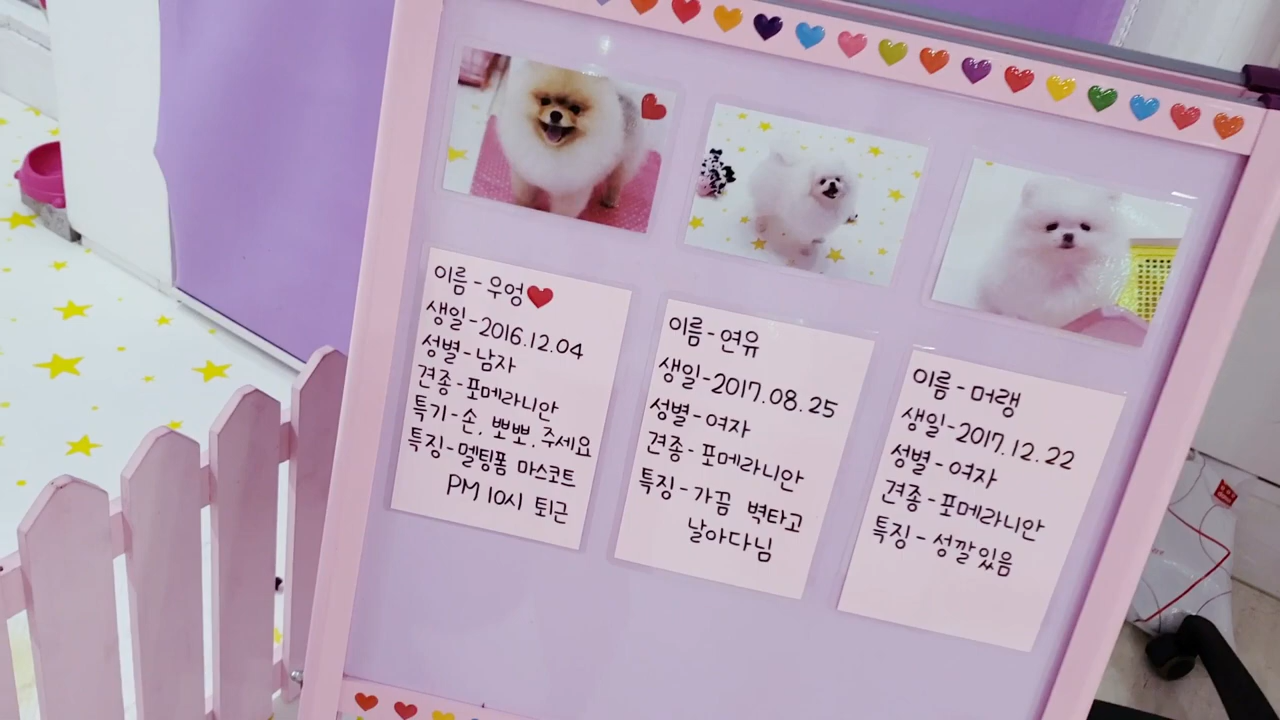 이름-우엉
생일-2016.12.04
성별-남자
견종-포메라니안
특기-손, 뽀뽀, 주세요
특징-멜팅폼 마스코트
PM 10시 퇴근
이름-연유
생일-2017.08.25
성별-여자
견종-포메라니안
특징-가끔 벽타고
날아다님
이름-머랭
생일-2017.12.22
성별-여자
견종-포메라니안
특징-성깔있음